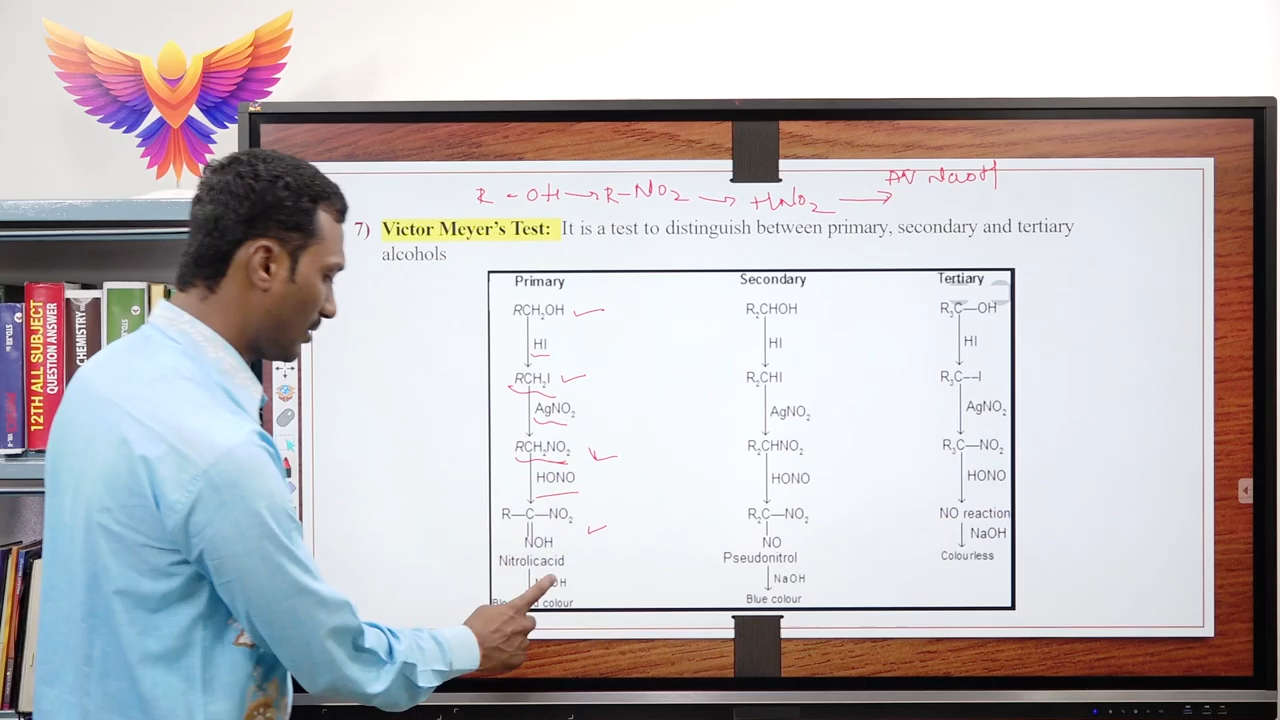 R - OH → R-NO2 → HNO2 → NaOH
7) Victor Meyer's Test: It is a test to distinguish between primary, secondary and tertiary
alcohols
Primary Secondary Tertiary
RCH2OH R2CHOH R3C—OH
HI HI HI
RCH2I R2CHI R3C—I
AgNO2 AgNO2 AgNO2
RCH2NO2 R2CHNO2 R3C—NO2
HONO HONO HONO
R—C—NO2 R2C—NO2 NO reaction
NOH NO NaOH
Nitrolicacid Pseudonitrol Colourless
NaOH
colour Blue colour
12TH ALL SUBJECT
QUESTION ANSWER
CHEMISTRY